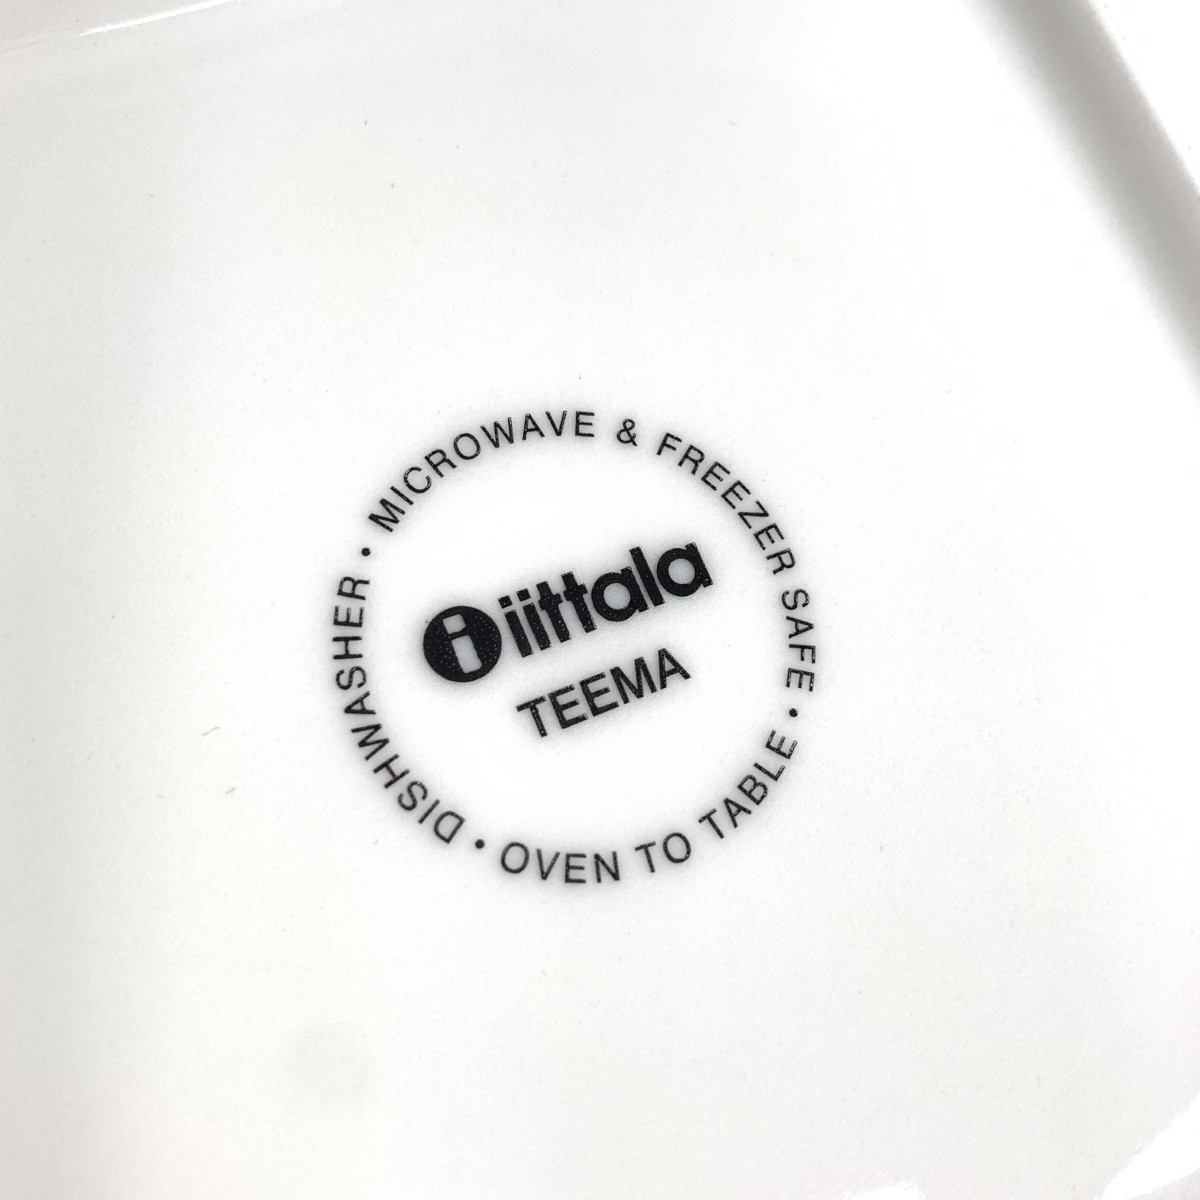 DISHWASHER • MICROWAVE & FREEZER SAFE • OVEN TO TABLE •
i iittala
TEEMA